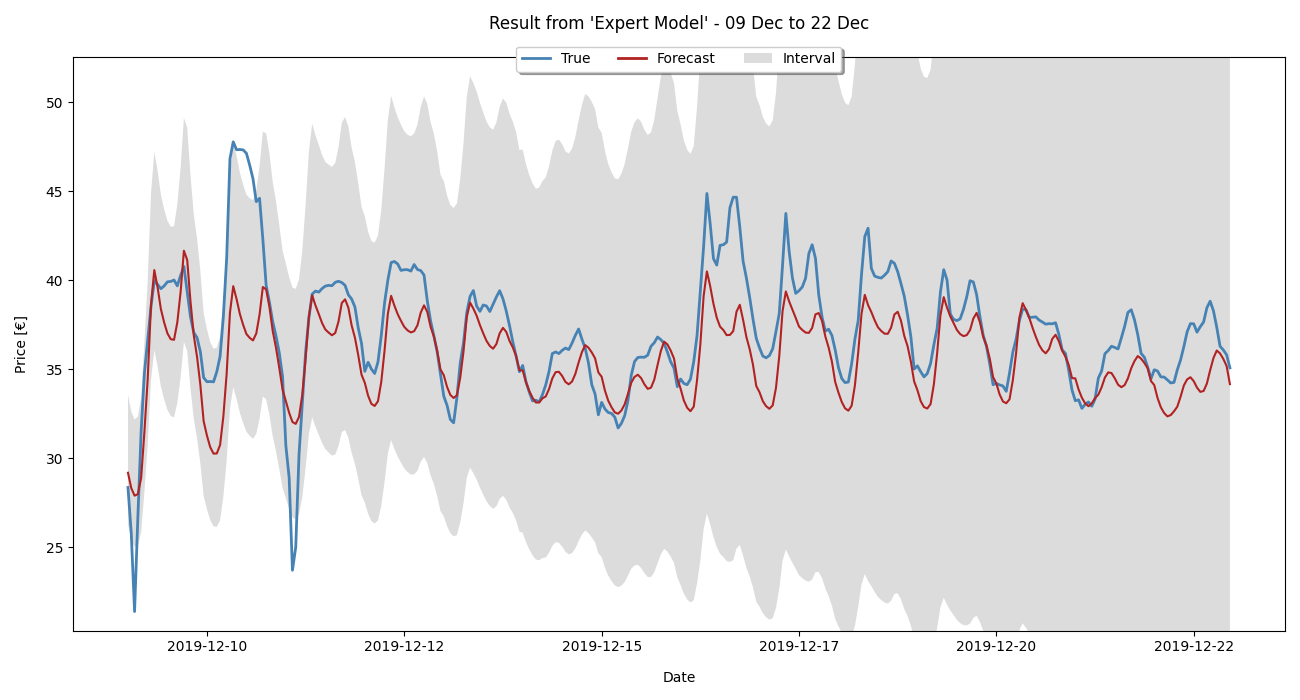 Result from 'Expert Model' - 09 Dec to 22 Dec
True Forecast Interval
50
45
40
35
30
25
Price [€]
2019-12-10 2019-12-12 2019-12-15 2019-12-17 2019-12-20 2019-12-22
Date